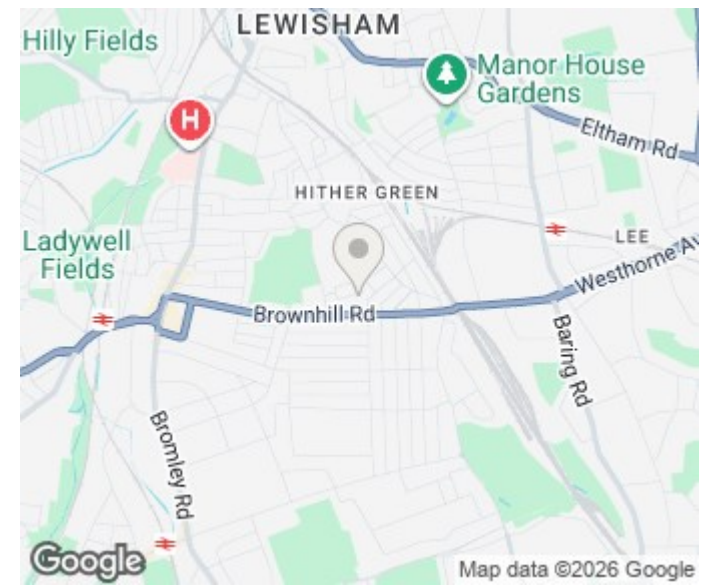 LEWISHAM
Hilly Fields
Manor House
Gardens
H
Eltham Rd
HITHER GREEN
Ladywell
Fields
LEE
Westhorne Av
Brownhill Rd
Baring Rd
Bromley Rd
Google
Map data ©2026 Google